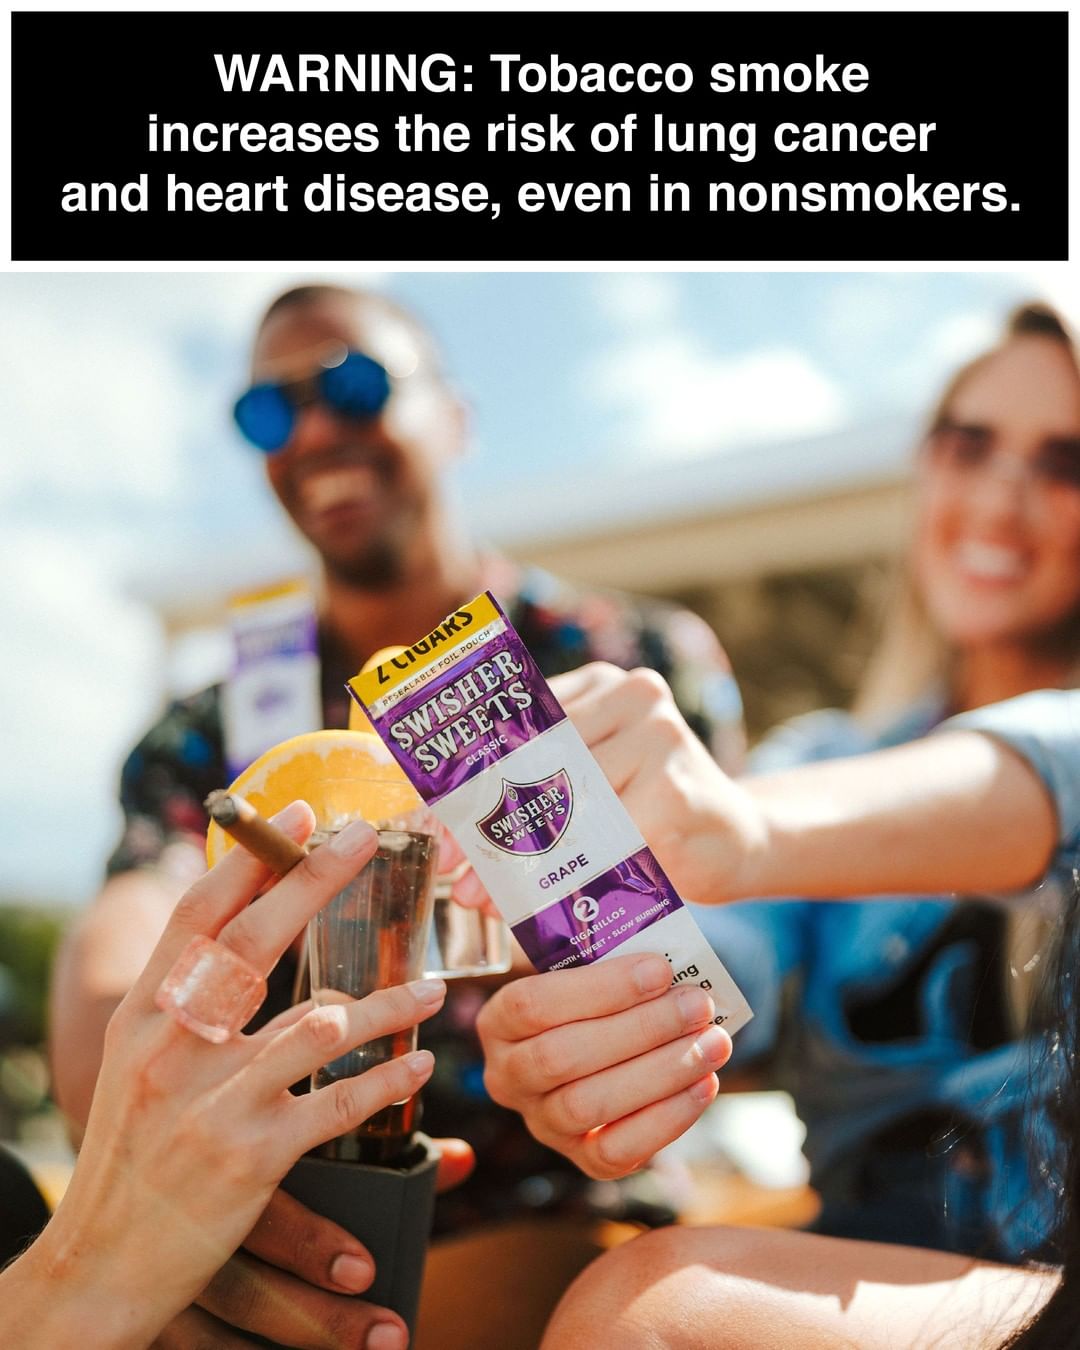 WARNING: Tobacco smoke
increases the risk of lung cancer
and heart disease, even in nonsmokers.
2 CIGARS
RESEALABLE FOIL POUCH
SWISHER
SWEETS
CLASSIC
SWISHER
SWEETS
GRAPE
2
CIGARILLOS
SMOOTH • SWEET • SLOW BURNING